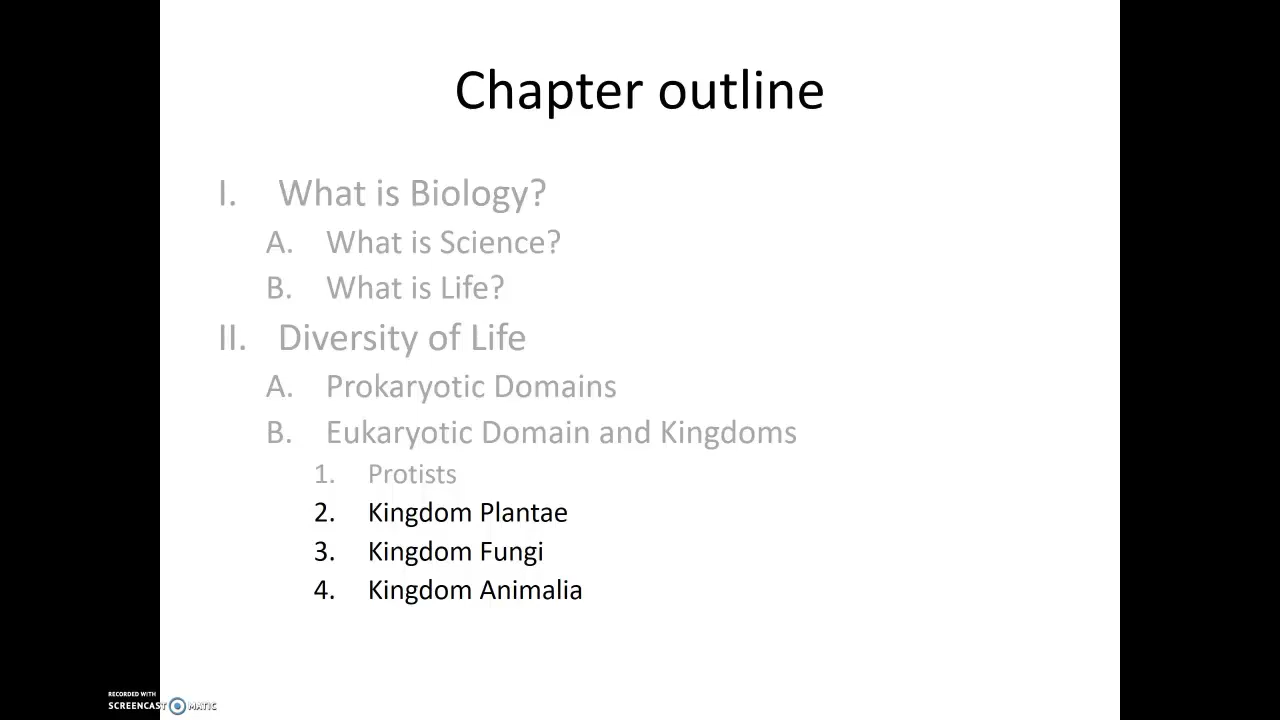 Chapter outline
I. What is Biology?
A. What is Science?
B. What is Life?
II. Diversity of Life
A. Prokaryotic Domains
B. Eukaryotic Domain and Kingdoms
1. Protists
2. Kingdom Plantae
3. Kingdom Fungi
4. Kingdom Animalia
RECORDED WITH
SCREENCAST MATIC